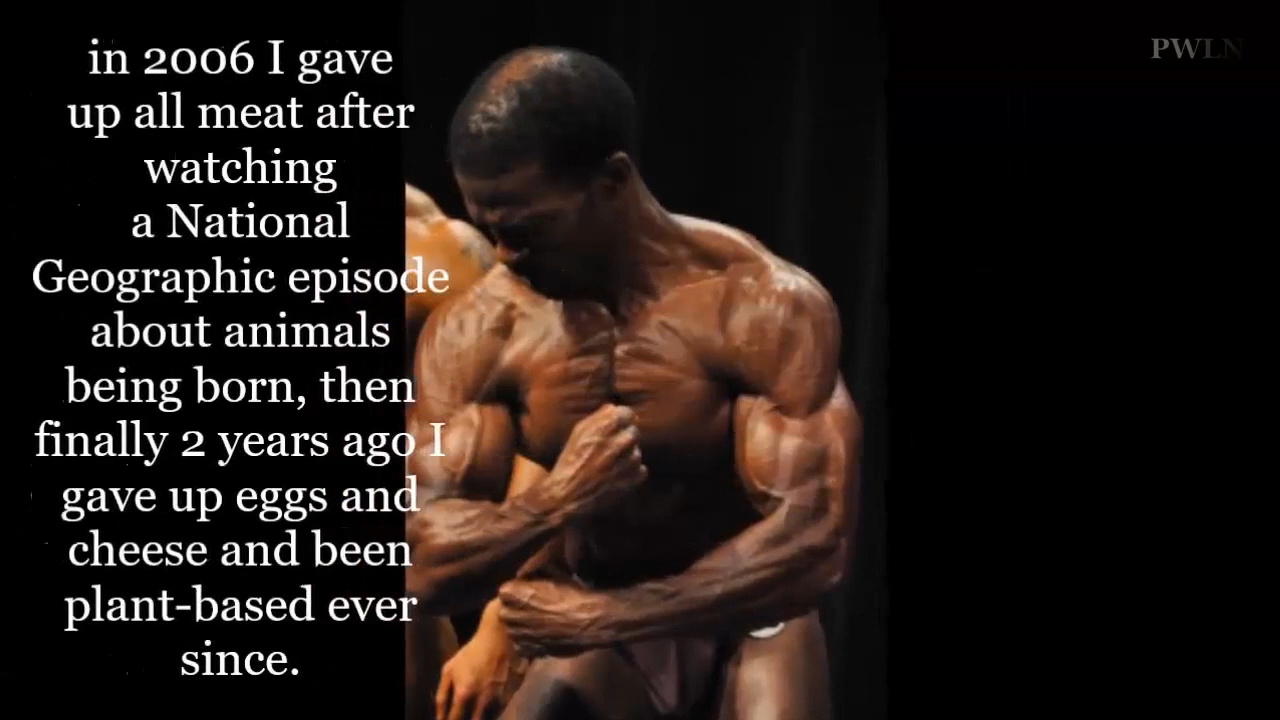 in 2006 I gave
up all meat after
watching
a National
Geographic episode
about animals
being born, then
finally 2 years ago I
gave up eggs and
cheese and been
plant-based ever
since.
PWLN